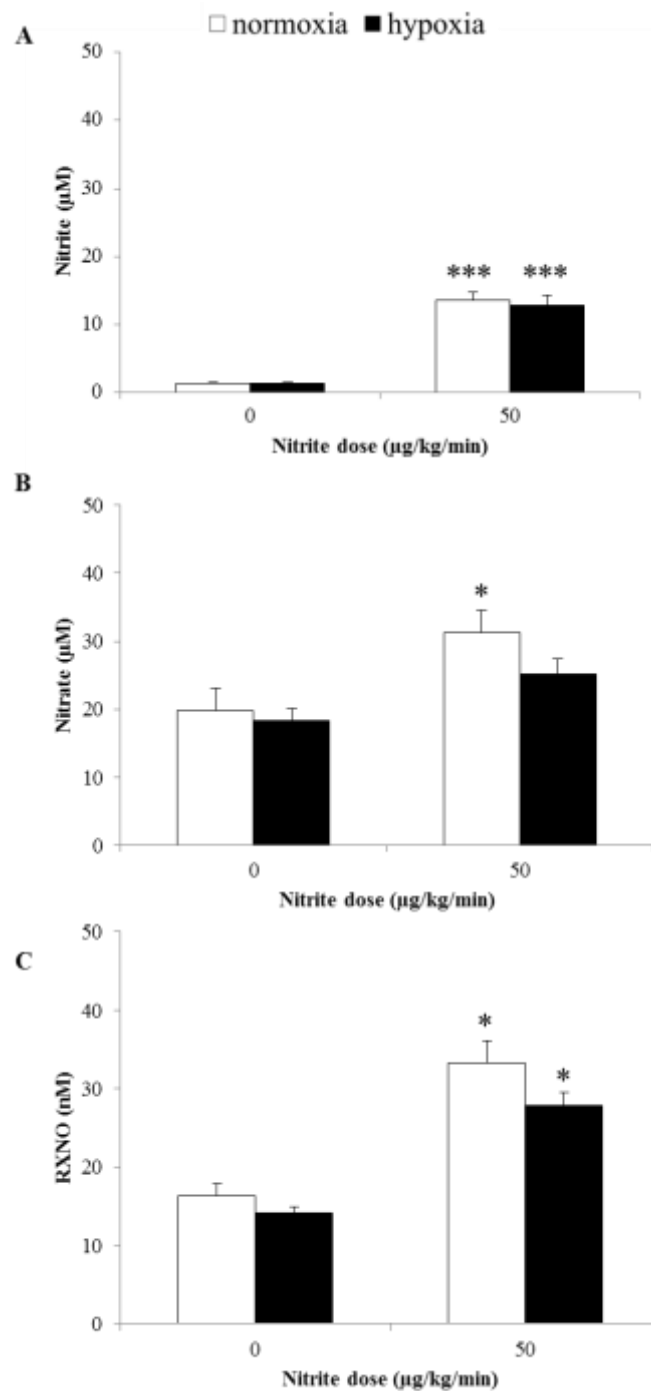 normoxia hypoxia
A
50
40
30
20
10
0
Nitrite (µM)
*** ***
0 50
Nitrite dose (µg/kg/min)
B
50
40
30
20
10
0
Nitrate (µM)
*
0 50
Nitrite dose (µg/kg/min)
C
50
40
30
20
10
0
RXNO (nM)
*
*
0 50
Nitrite dose (µg/kg/min)